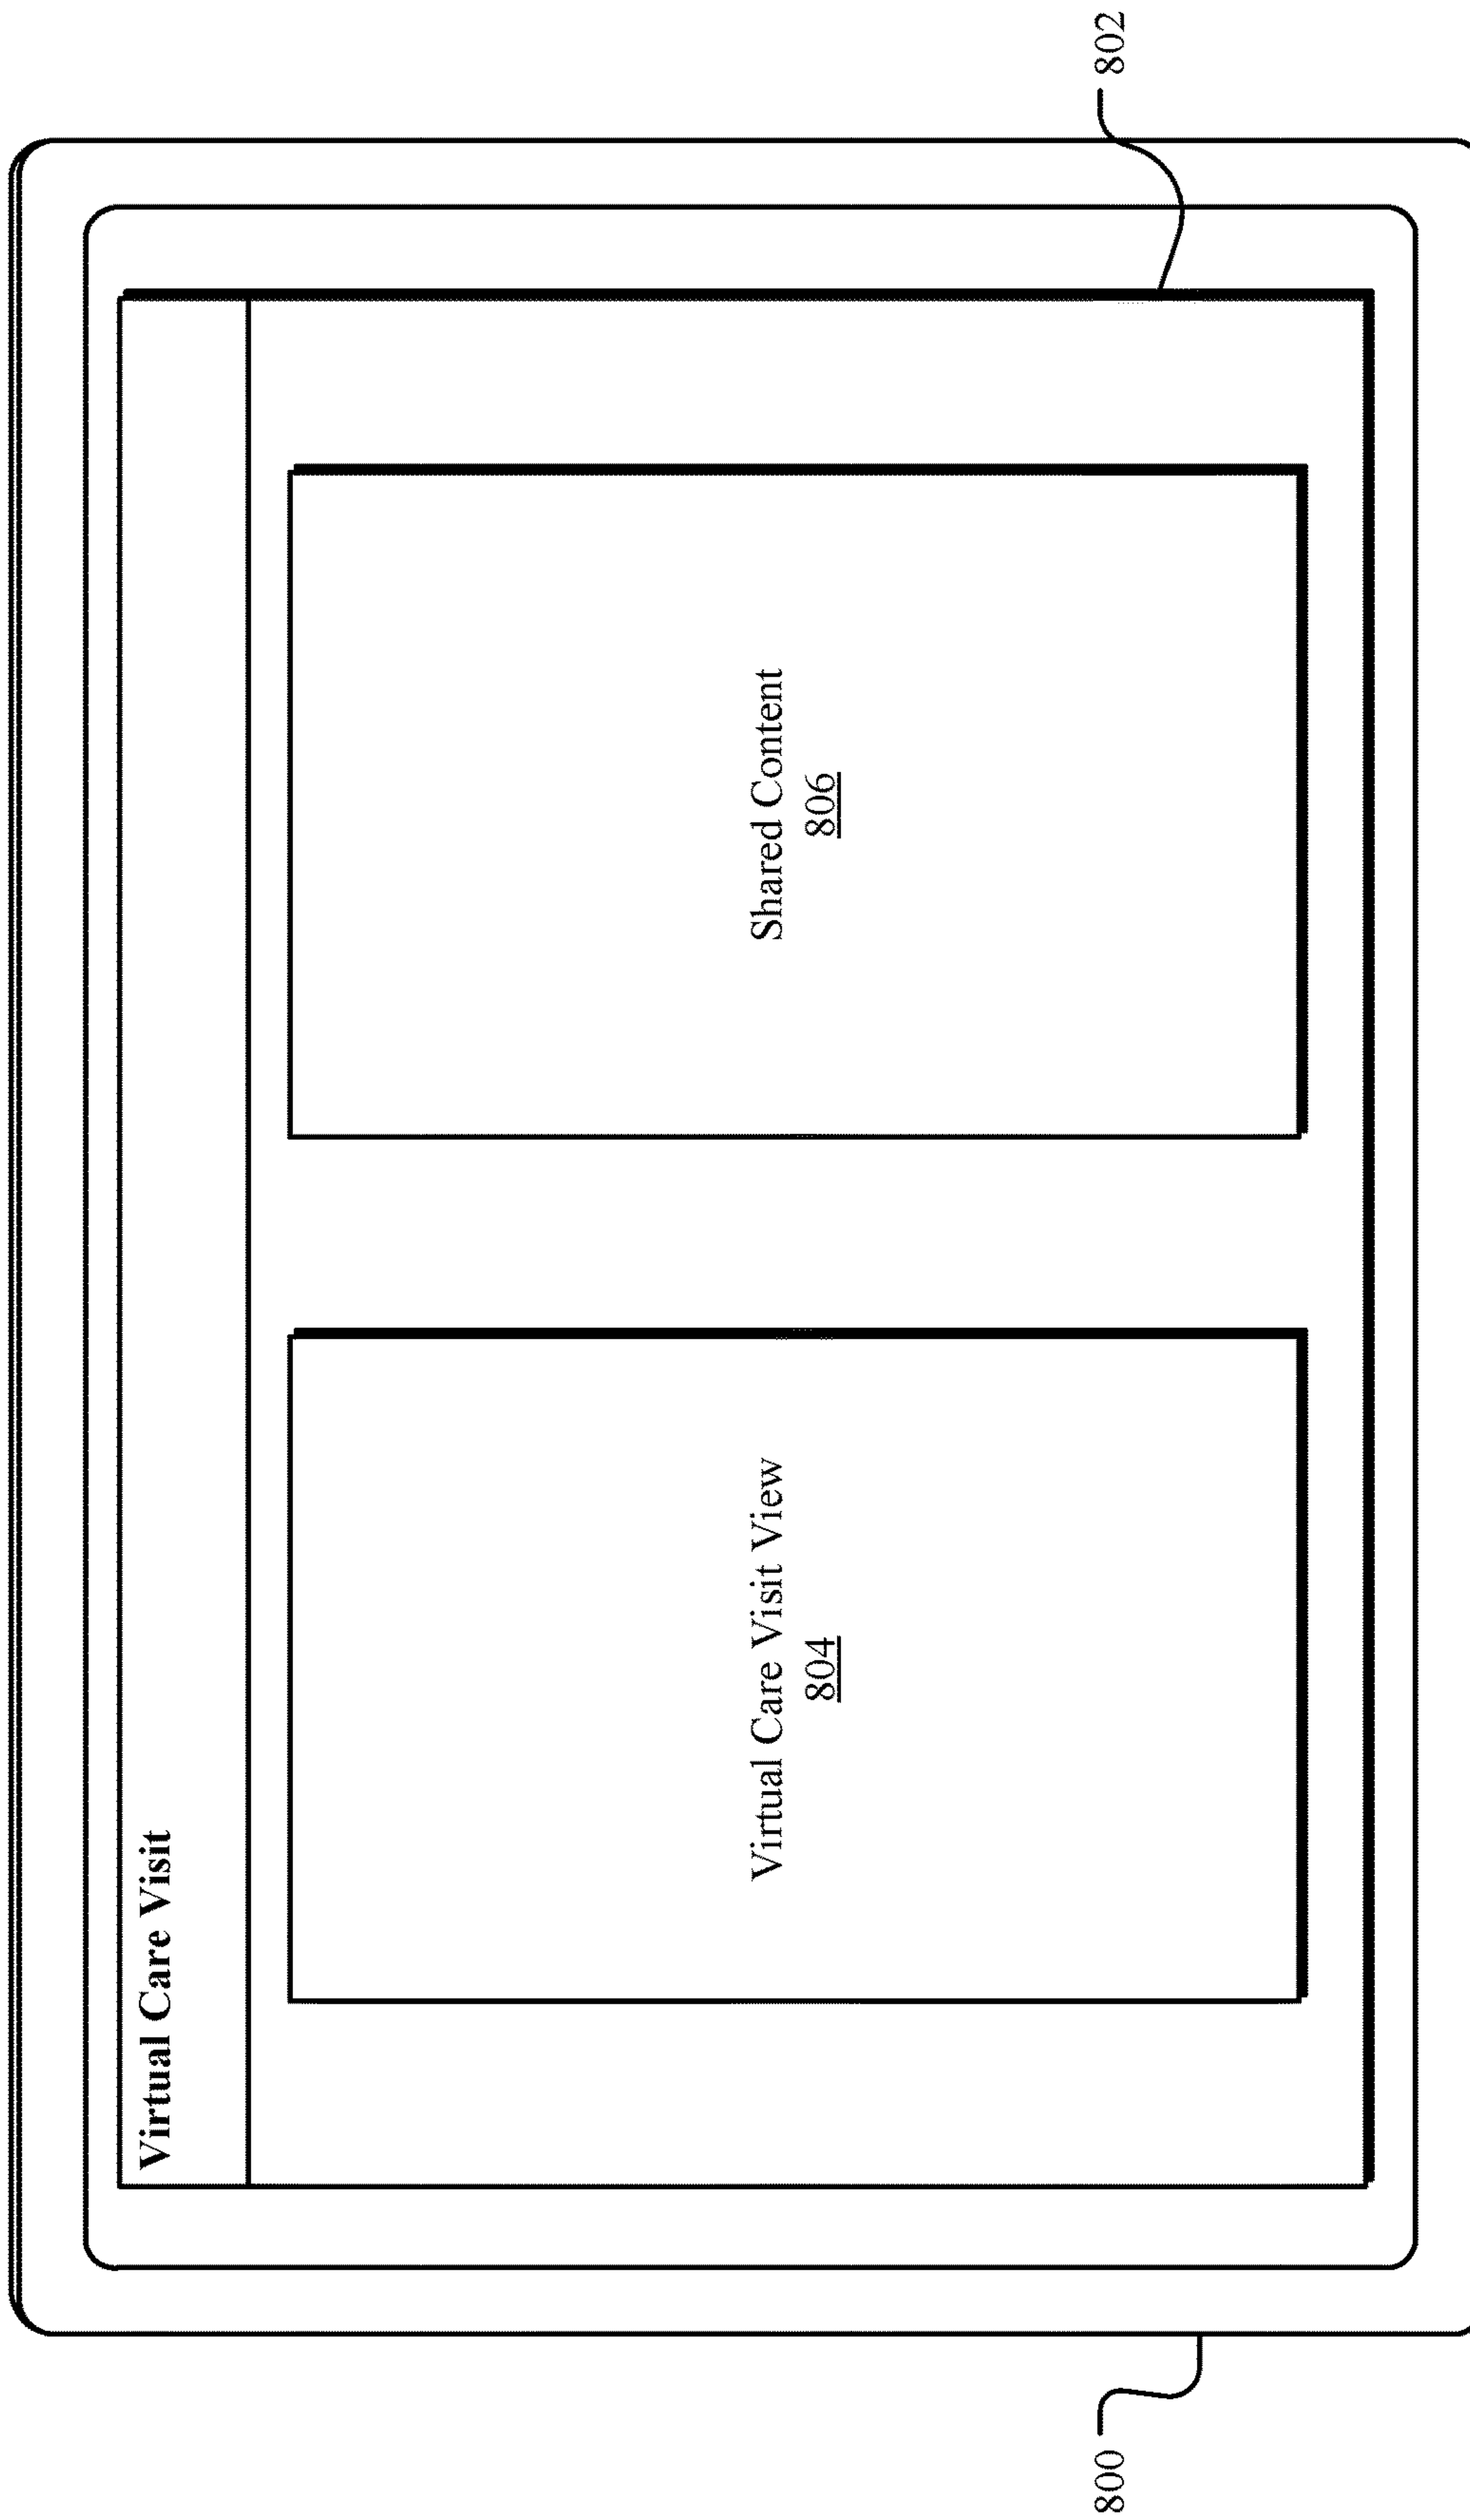 Virtual Care Visit
Virtual Care Visit View
804
Shared Content
806
800
802